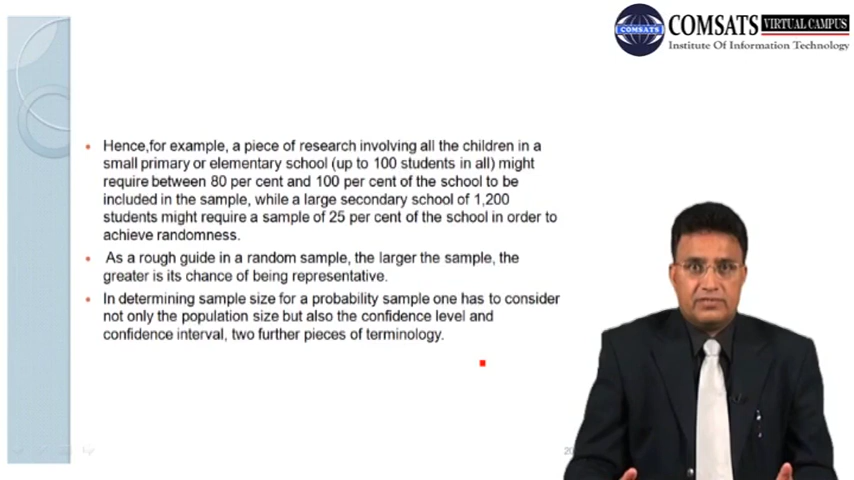 COMSATS VIRTUAL CAMPUS
COMSATS
Institute Of Information Technology
Hence,for example, a piece of research involving all the children in a
small primary or elementary school (up to 100 students in all) might
require between 80 per cent and 100 per cent of the school to be
included in the sample, while a large secondary school of 1,200
students might require a sample of 25 per cent of the school in order to
achieve randomness.
As a rough guide in a random sample, the larger the sample, the
greater is its chance of being representative.
In determining sample size for a probability sample one has to consider
not only the population size but also the confidence level and
confidence interval, two further pieces of terminology.